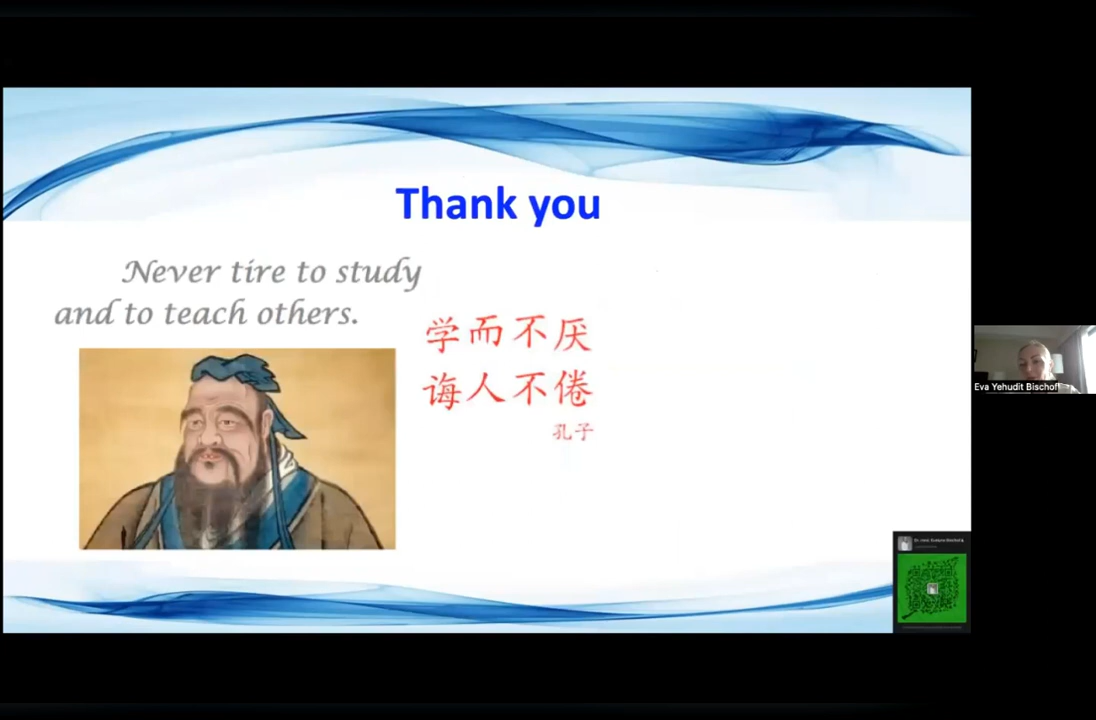 Thank you
Never tire to study
and to teach others.
学而不厌
诲人不倦
孔子
Eva Yehudit Bischof